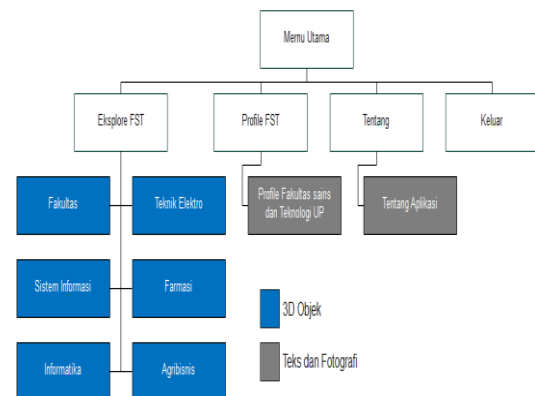 Menu Utama
Eksplore FST
Profile FST
Tentang
Keluar
Fakultas
Teknik Elektro
Profile Fakultas sains
dan Teknologi UP
Tentang Aplikasi
Sistem Informasi
Farmasi
3D Objek
Informatika
Agribisnis
Teks dan Fotografi